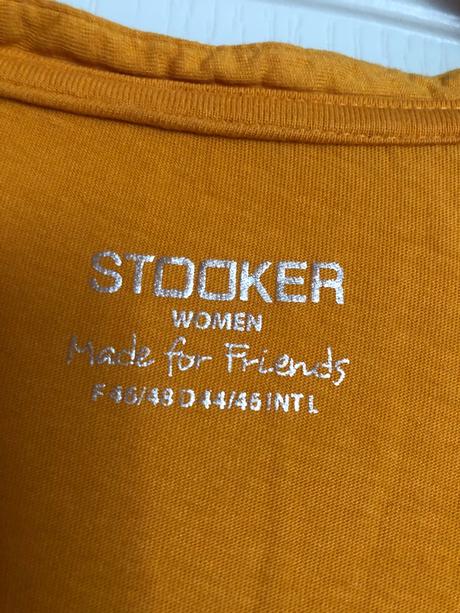 STOOKER
WOMEN
Made for Friends
F 46/48 D 44/46 INT L